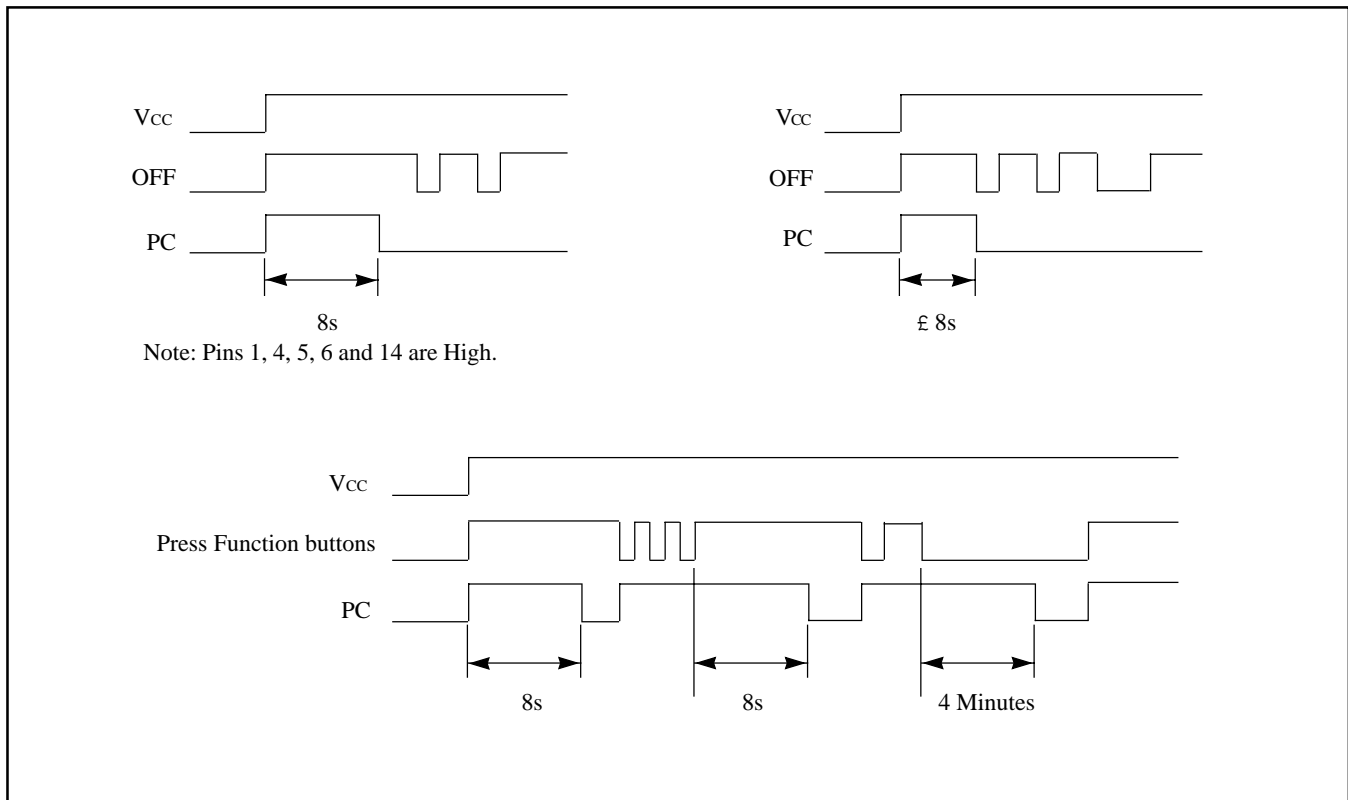 Vcc
OFF
PC
8s
Note: Pins 1, 4, 5, 6 and 14 are High.
Vcc
OFF
PC
£ 8s
Vcc
Press Function buttons
PC
8s 8s 4 Minutes